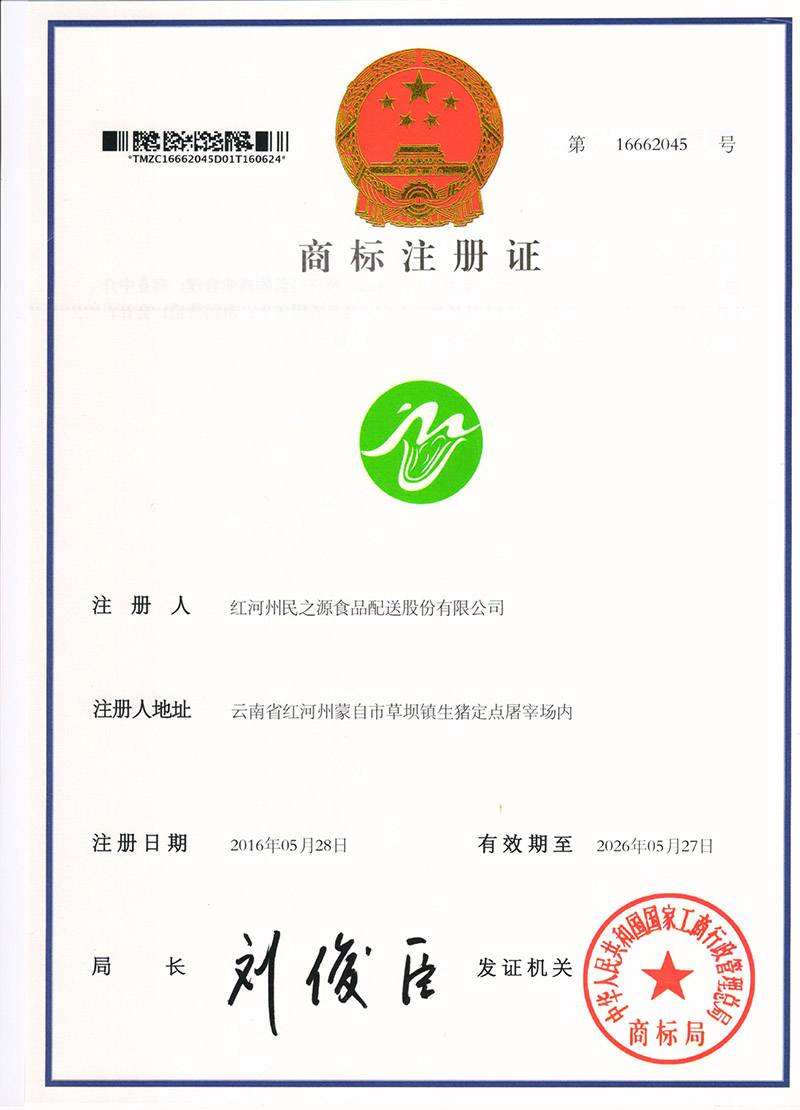 *TMZC16662045D01T160624*
第 16662045 号
商标注册证
注册人 红河州民之源食品配送股份有限公司
注册人地址 云南省红河州蒙自市草坝镇生猪定点屠宰场内
注册日期 2016年05月28日 有效期至 2026年05月27日
局长 刘俊臣 发证机关
中华人民共和国国家工商行政管理总局
商标局